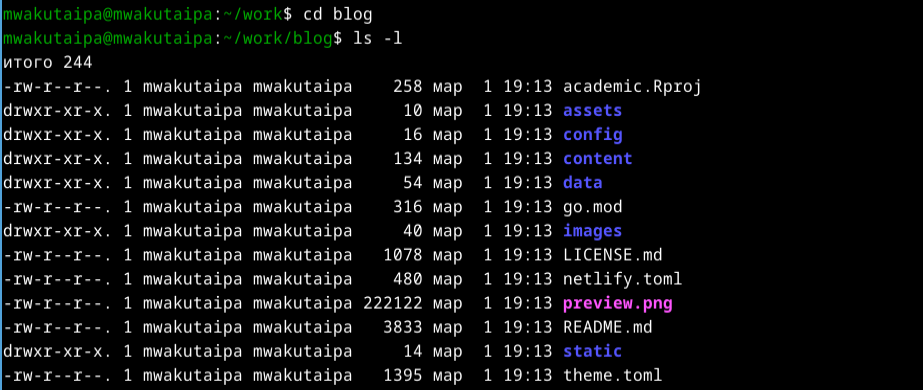 mwakutaipa@mwakutaipa:~/work$ cd blog
mwakutaipa@mwakutaipa:~/work/blog$ ls -l
итого 244
-rw-r--r--. 1 mwakutaipa mwakutaipa    258 мар  1 19:13 academic.Rproj
drwxr-xr-x. 1 mwakutaipa mwakutaipa     10 мар  1 19:13 assets
drwxr-xr-x. 1 mwakutaipa mwakutaipa     16 мар  1 19:13 config
drwxr-xr-x. 1 mwakutaipa mwakutaipa    134 мар  1 19:13 content
drwxr-xr-x. 1 mwakutaipa mwakutaipa     54 мар  1 19:13 data
-rw-r--r--. 1 mwakutaipa mwakutaipa    316 мар  1 19:13 go.mod
drwxr-xr-x. 1 mwakutaipa mwakutaipa     40 мар  1 19:13 images
-rw-r--r--. 1 mwakutaipa mwakutaipa   1078 мар  1 19:13 LICENSE.md
-rw-r--r--. 1 mwakutaipa mwakutaipa    480 мар  1 19:13 netlify.toml
-rw-r--r--. 1 mwakutaipa mwakutaipa 222122 мар  1 19:13 preview.png
-rw-r--r--. 1 mwakutaipa mwakutaipa   3833 мар  1 19:13 README.md
drwxr-xr-x. 1 mwakutaipa mwakutaipa     14 мар  1 19:13 static
-rw-r--r--. 1 mwakutaipa mwakutaipa   1395 мар  1 19:13 theme.toml